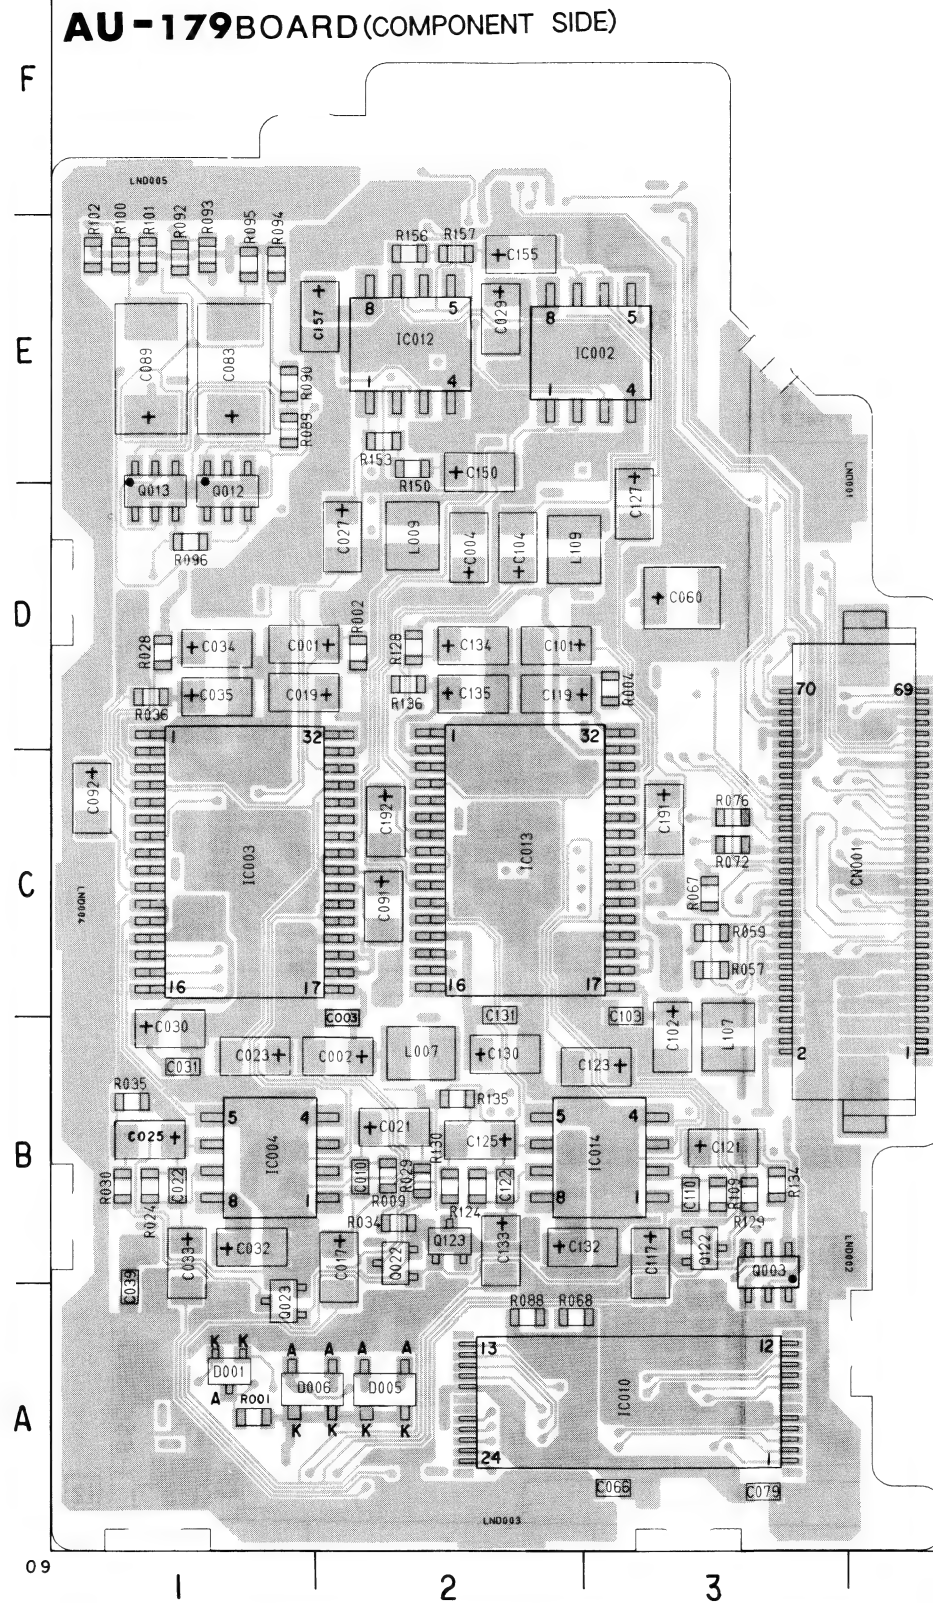 AU-179 BOARD (COMPONENT SIDE)
F
LND005
R102 R100 R101 R092 R093 R095 R094
R156 R157 C155
C157 8 5 C029 8 5
IC012 IC002
E
C089 C083 R090
1 4 1 4
R089
R153
R150 C150
LND001
Q013 Q012 C127
C027 L009 C004 C104 L109
R096
D
C060
R028 C034 C001 R002 R128 C134 C101
R036 C035 C019 R136 C135 C119 R004
70 69
1 32 1 32
C092 C192 C191 R076
R072
IC003 IC013 CN001
C
LND004 C091 R067
R059
R057
16 17 16 17
C003 C131 C103
C030 C102 L107
C023 C002 L007 C130 C123
2 1
C031
R035 R135
5 4 5 4
C025 C021 R130 C125 C121
B
IC004 IC014
R030 R024 C022 C010 R029 C122 C110 R109 R134
8 1 R009 8 1
R034 R124 R129
C033 C032 C017 Q022 Q123 C133 C132 C117 Q122 LND002
Q003
C039 Q023
R088 R068
K K A A A A 13 12
D001 D006 D005
A R001 IC010
A
K K K K
24 1
C066 C079
LND003
09
1 2 3